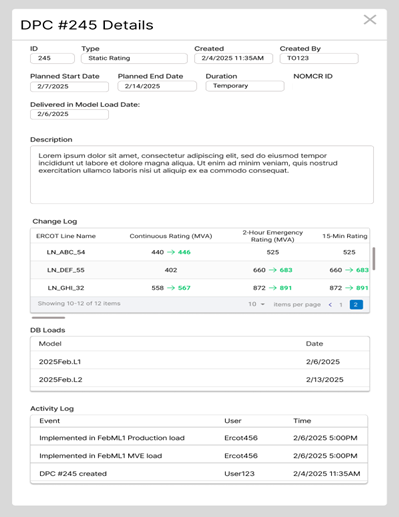 DPC #245 Details
ID Type Created Created By
245 Static Rating 2/4/2025 11:35AM TO123
Planned Start Date Planned End Date Duration NOMCR ID
2/7/2025 2/14/2025 Temporary
Delivered in Model Load Date:
2/6/2025
Description
Lorem ipsum dolor sit amet, consectetur adipiscing elit, sed do eiusmod tempor
incididunt ut labore et dolore magna aliqua. Ut enim ad minim veniam, quis nostrud
exercitation ullamco laboris nisi ut aliquip ex ea commodo consequat.
Change Log
ERCOT Line Name Continuous Rating (MVA) 2-Hour Emergency Rating (MVA) 15-Min Rating
LN_ABC_54 440 → 446 525 525
LN_DEF_55 402 660 → 683 660 → 683
LN_GHI_32 558 → 567 872 → 891 872 → 891
Showing 10-12 of 12 items 10 items per page < 1 2
DB Loads
Model Date
2025Feb.L1 2/6/2025
2025Feb.L2 2/13/2025
Activity Log
Event User Time
Implemented in FebML1 Production load Ercot456 2/6/2025 5:00PM
Implemented in FebML1 MVE load Ercot456 2/6/2025 5:00PM
DPC #245 created User123 2/4/2025 11:35AM